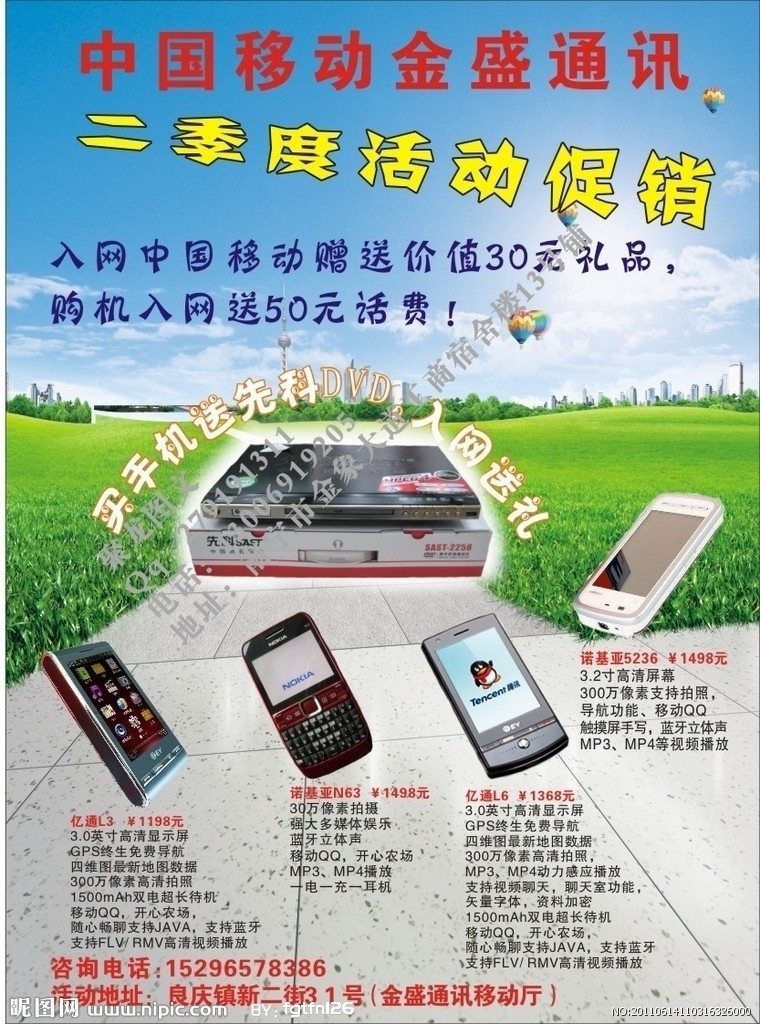 中国移动金盛通讯
二季度活动促销
入网中国移动赠送价值30元礼品，
购机入网送50元话费！
买手机送先科DVD。入网送礼
先科SAST
SAST-2258
NOKIA
NOKIA
Tencent 腾讯
EY
EY
诺基亚5236 ￥1498元
3.2寸高清屏幕
300万像素支持拍照，
导航功能、移动QQ
触摸屏手写，蓝牙立体声
MP3、MP4等视频播放
亿通L3 ￥1198元
3.0英寸高清显示屏
GPS终生免费导航
四维图最新地图数据
300万像素高清拍照
1500mAh双电超长待机
移动QQ，开心农场，
随心畅聊支持JAVA，支持蓝牙
支持FLV/ RMV高清视频播放
诺基亚N63 ￥1498元
30万像素拍摄
强大多媒体娱乐
蓝牙立体声
移动QQ，开心农场
MP3、MP4播放
一电一充一耳机
亿通L6 ￥1368元
3.0英寸高清显示屏
GPS终生免费导航
四维图最新地图数据
300万像素高清拍照，
MP3、MP4动力感应播放
支持视频聊天，聊天室功能，
矢量字体，资料加密
1500mAh双电超长待机
移动QQ，开心农场，
随心畅聊支持JAVA，支持蓝牙
支持FLV/ RMV高清视频播放
咨询电话:15296578386
活动地址：良庆镇新二街31号(金盛通讯移动厅)
昵图网 www.nipic.com BY: fgtfnl26
NO:20110614110316325000